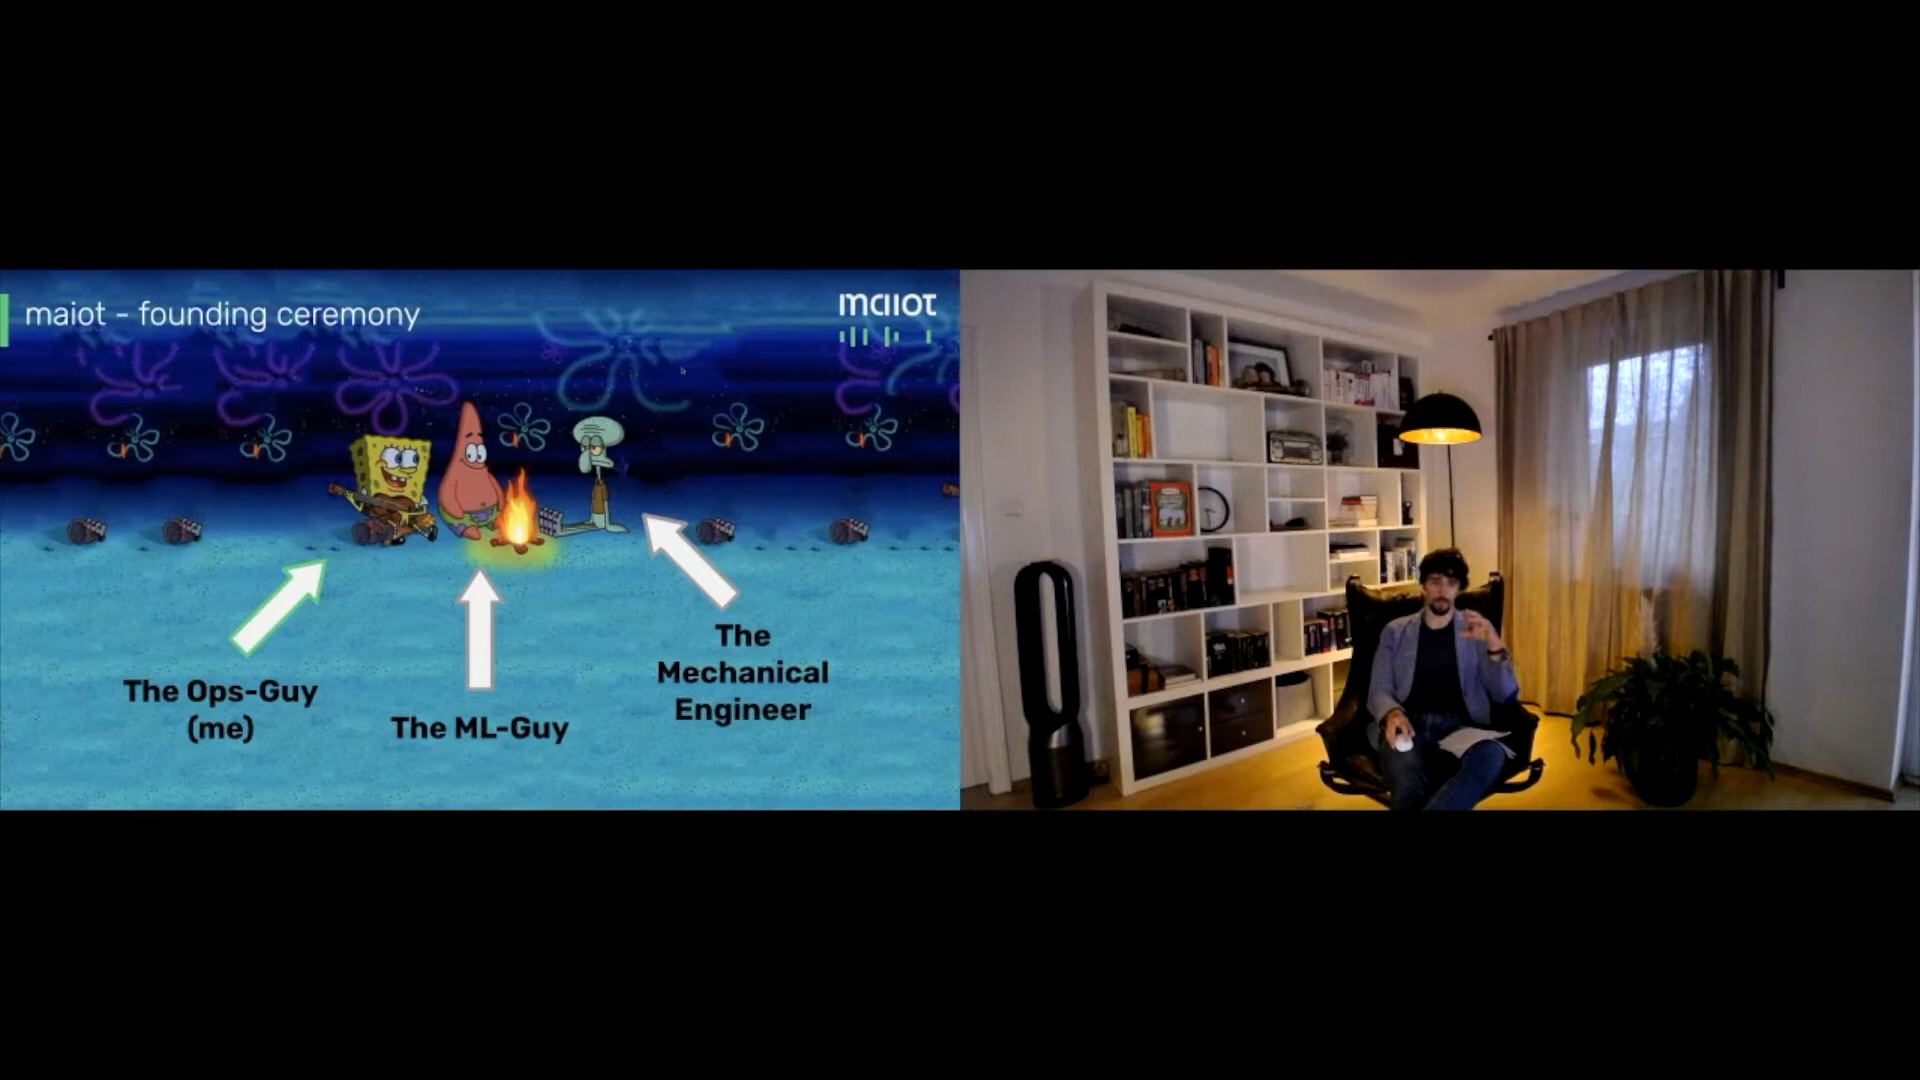 maiot - founding ceremony
maiot
The Ops-Guy
(me)
The ML-Guy
The
Mechanical
Engineer